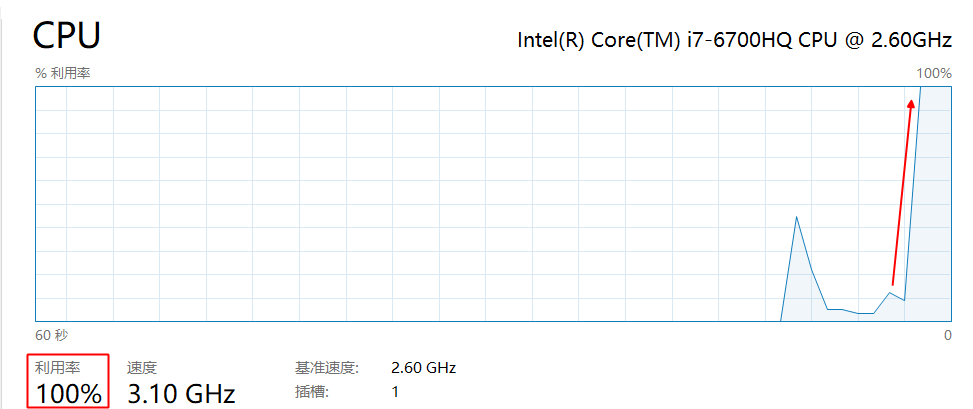 CPU
Intel(R) Core(TM) i7-6700HQ CPU @ 2.60GHz
% 利用率
100%
60 秒
0
利用率
速度
基准速度:
2.60 GHz
100%
3.10 GHz
插槽:
1